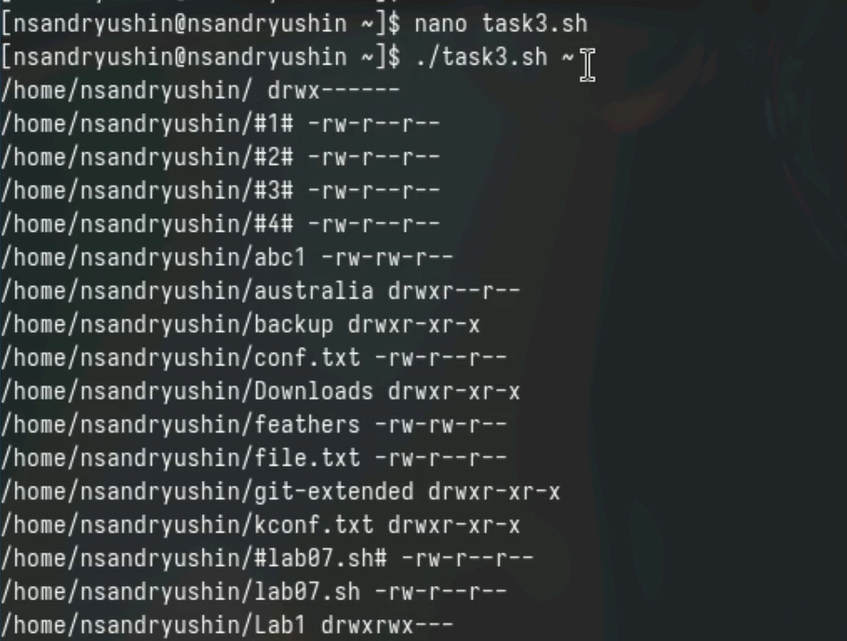 [nsandryushin@nsandryushin ~]$ nano task3.sh
[nsandryushin@nsandryushin ~]$ ./task3.sh ~
/home/nsandryushin/ drwx------
/home/nsandryushin/#1# -rw-r--r--
/home/nsandryushin/#2# -rw-r--r--
/home/nsandryushin/#3# -rw-r--r--
/home/nsandryushin/#4# -rw-r--r--
/home/nsandryushin/abc1 -rw-rw-r--
/home/nsandryushin/australia drwxr--r--
/home/nsandryushin/backup drwxr-xr-x
/home/nsandryushin/conf.txt -rw-r--r--
/home/nsandryushin/Downloads drwxr-xr-x
/home/nsandryushin/feathers -rw-rw-r--
/home/nsandryushin/file.txt -rw-r--r--
/home/nsandryushin/git-extended drwxr-xr-x
/home/nsandryushin/kconf.txt drwxr-xr-x
/home/nsandryushin/#lab07.sh# -rw-r--r--
/home/nsandryushin/lab07.sh -rw-r--r--
/home/nsandryushin/Lab1 drwxrwx---